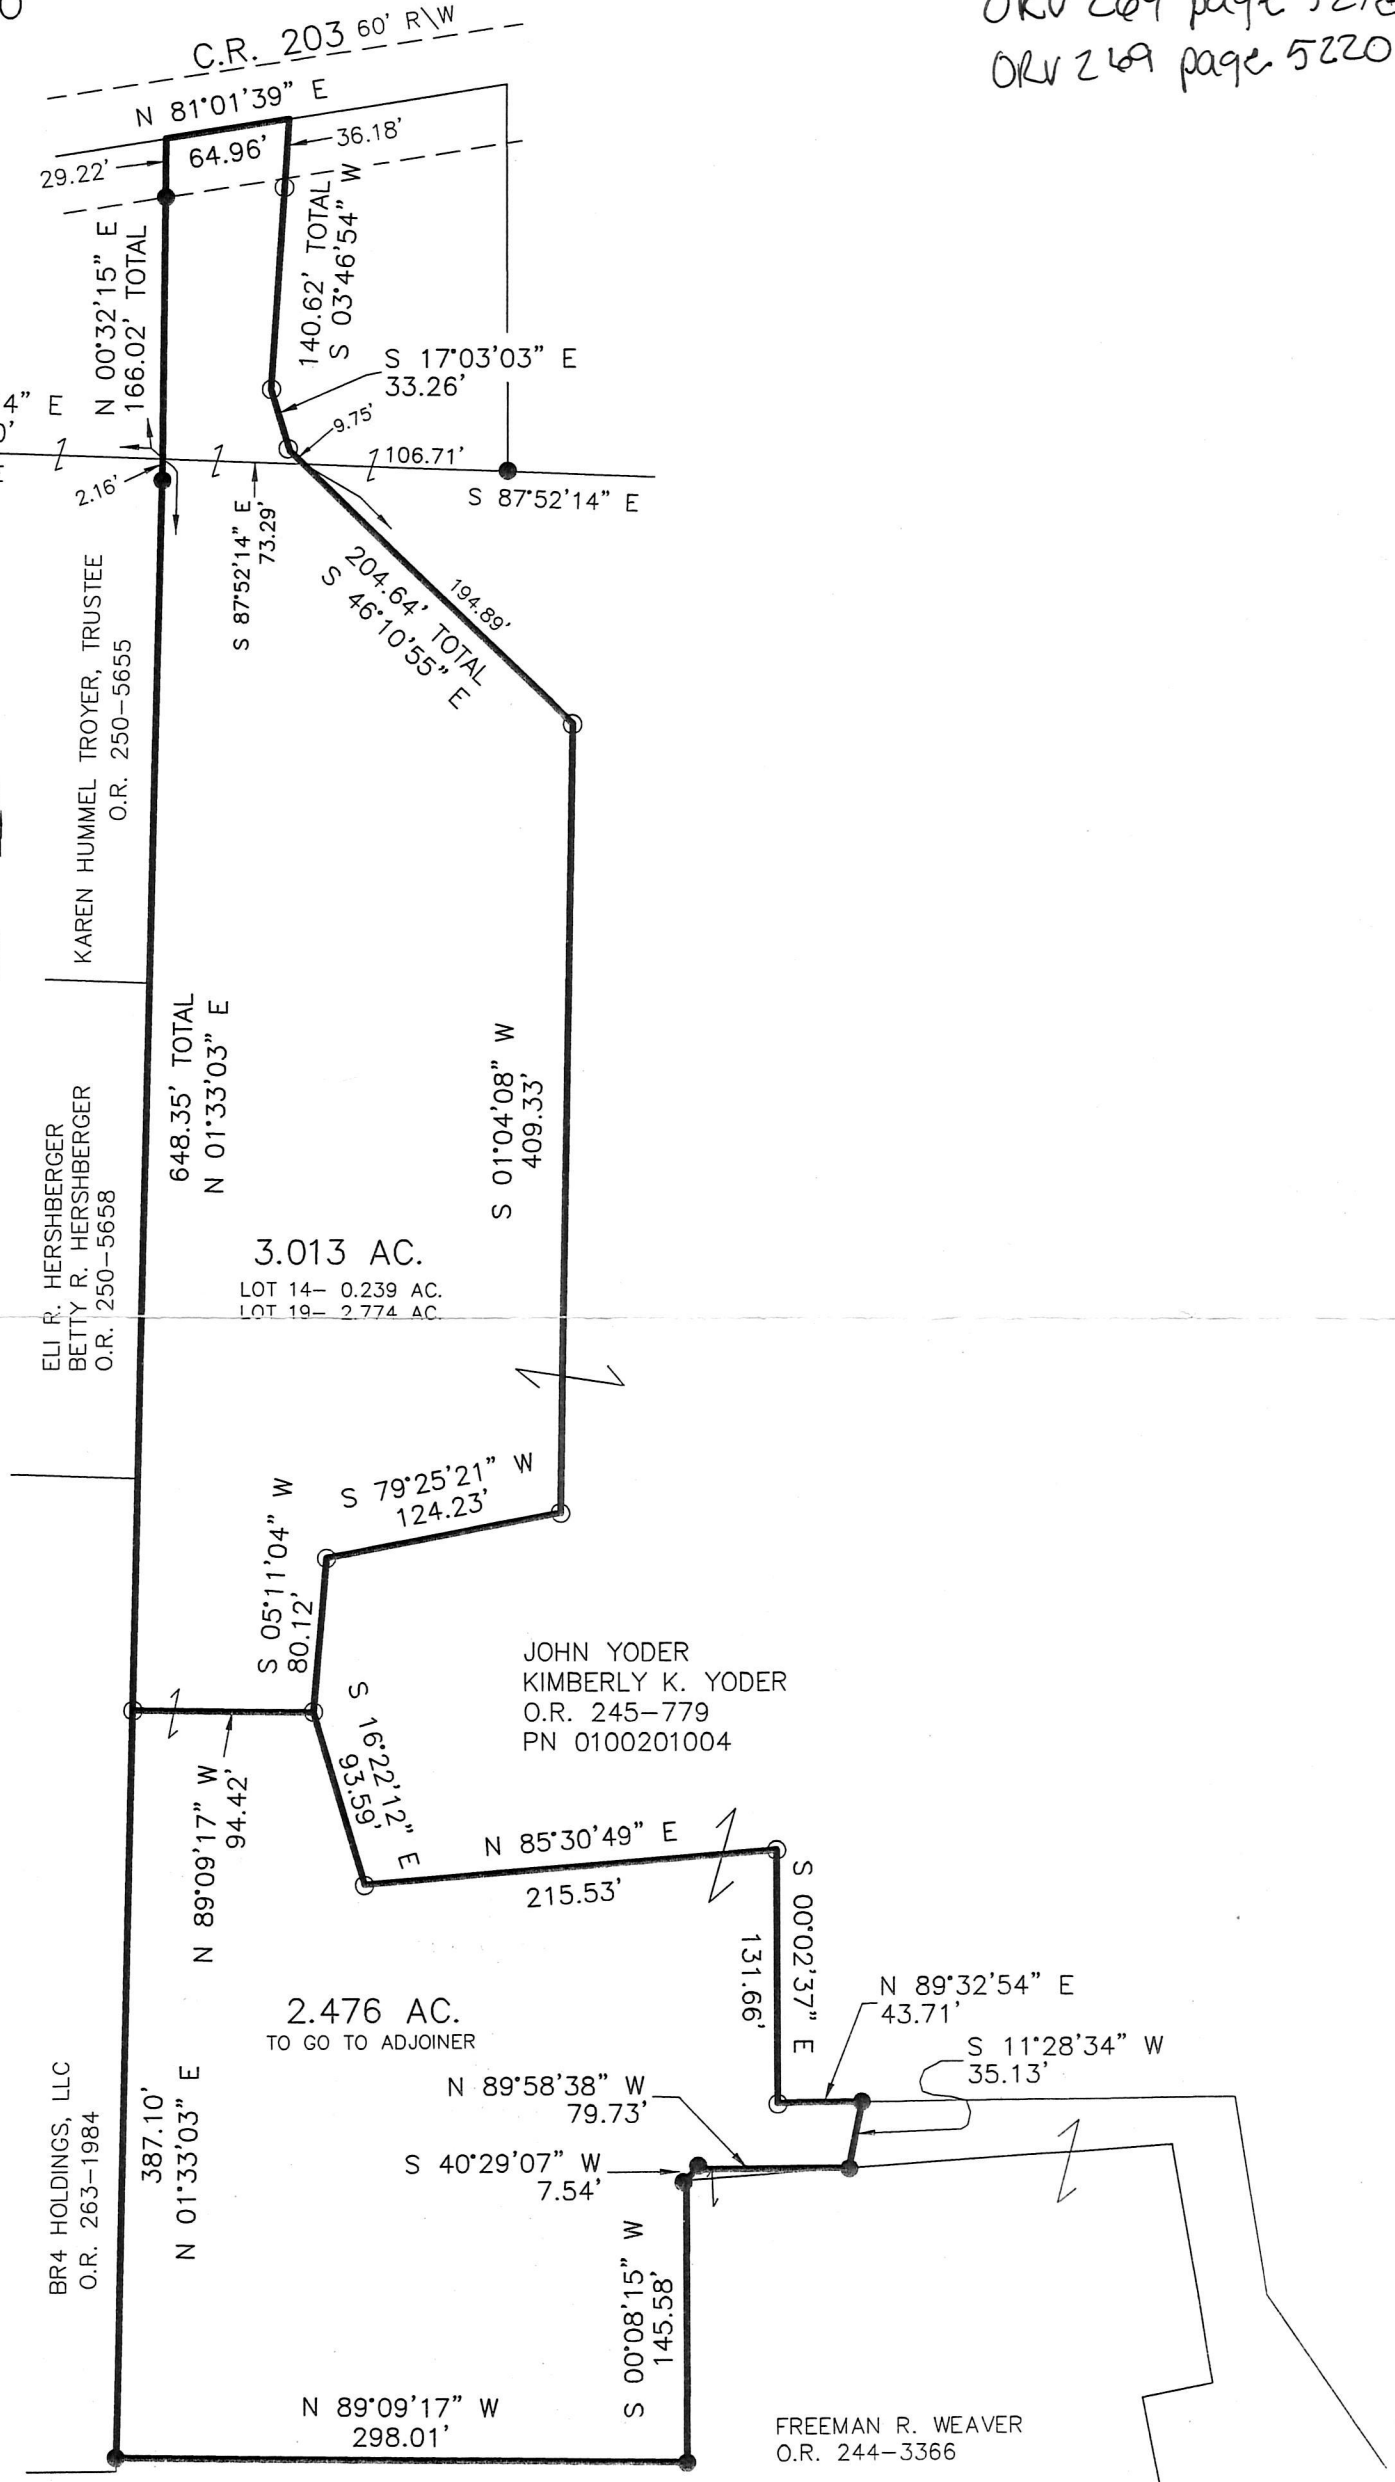 ORV 269 page
ORV 269 page 5220
C.R. 203 60' R\W
N 81°01'39" E
64.96'
36.18'
29.22'
N 00°32'15" E
166.02' TOTAL
140.62' TOTAL
S 03°46'54" W
S 17°03'03" E
33.26'
4" E
0'
9.75'
106.71'
S 87°52'14" E
2.16'
S 87°52'14" E
73.29'
204.64' TOTAL
S 46°10'55" E
194.89'
KAREN HUMMEL TROYER, TRUSTEE
O.R. 250-5655
648.35' TOTAL
N 01°33'03" E
S 01°04'08" W
409.33'
ELI R. HERSHBERGER
BETTY R. HERSHBERGER
O.R. 250-5658
3.013 AC.
LOT 14- 0.239 AC.
LOT 19- 2.774 AC.
S 79°25'21" W
124.23'
S 05°11'04" W
80.12'
JOHN YODER
KIMBERLY K. YODER
O.R. 245-779
PN 0100201004
S 16°22'12" E
93.59'
N 89°09'17" W
94.42'
N 85°30'49" E
215.53'
S 00°02'37" E
131.66'
N 89°32'54" E
43.71'
S 11°28'34" W
35.13'
2.476 AC.
TO GO TO ADJOINER
N 89°58'38" W
79.73'
S 40°29'07" W
7.54'
BR4 HOLDINGS, LLC
O.R. 263-1984
387.10'
N 01°33'03" E
S 00°08'15" W
145.58'
N 89°09'17" W
298.01'
FREEMAN R. WEAVER
O.R. 244-3366